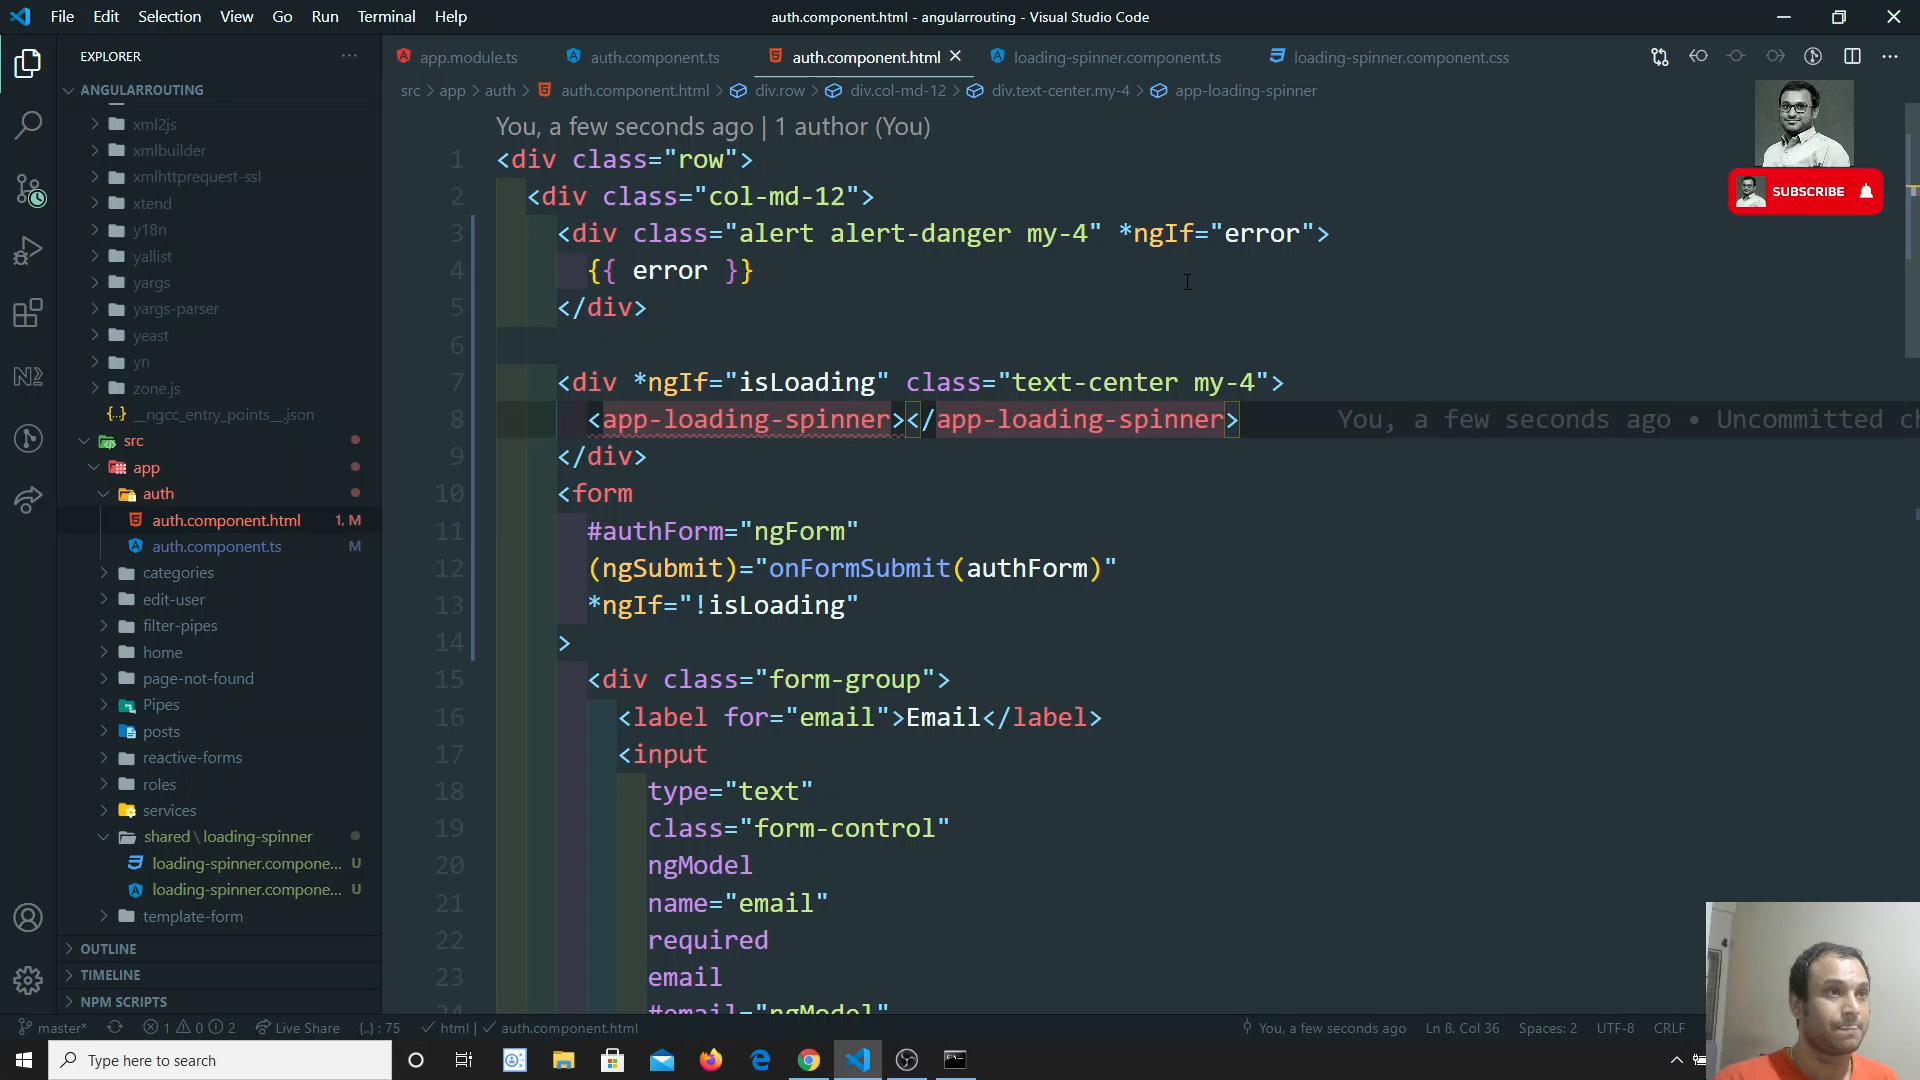 File Edit Selection View Go Run Terminal Help
auth.component.html - angularrouting - Visual Studio Code
EXPLORER
app.module.ts
auth.component.ts
auth.component.html
loading-spinner.component.ts
loading-spinner.component.css
ANGULARROUTING
src > app > auth > auth.component.html > div.row > div.col-md-12 > div.text-center.my-4 > app-loading-spinner
xml2js
xmlbuilder
xmlhttprequest-ssl
xtend
y18n
yallist
yargs
yargs-parser
yeast
yn
zone.js
{..} __ngcc_entry_points__.json
src
app
auth
auth.component.html 1, M
auth.component.ts M
categories
edit-user
filter-pipes
home
page-not-found
Pipes
posts
reactive-forms
roles
services
shared \ loading-spinner
loading-spinner.compone... U
loading-spinner.compone... U
template-form
OUTLINE
TIMELINE
NPM SCRIPTS
You, a few seconds ago | 1 author (You)
1 <div class="row">
2 <div class="col-md-12">
3 <div class="alert alert-danger my-4" *ngIf="error">
4 {{ error }}
5 </div>
6
7 <div *ngIf="isLoading" class="text-center my-4">
8 <app-loading-spinner></app-loading-spinner> You, a few seconds ago • Uncommitted ch
9 </div>
10 <form
11 #authForm="ngForm"
12 (ngSubmit)="onFormSubmit(authForm)"
13 *ngIf="!isLoading"
14 >
15 <div class="form-group">
16 <label for="email">Email</label>
17 <input
18 type="text"
19 class="form-control"
20 ngModel
21 name="email"
22 required
23 email
24 #email="ngModel"
SUBSCRIBE
master* 1 0 2 Live Share {..} : 75 html | auth.component.html
You, a few seconds ago Ln 8, Col 36 Spaces: 2 UTF-8 CRLF
Type here to search